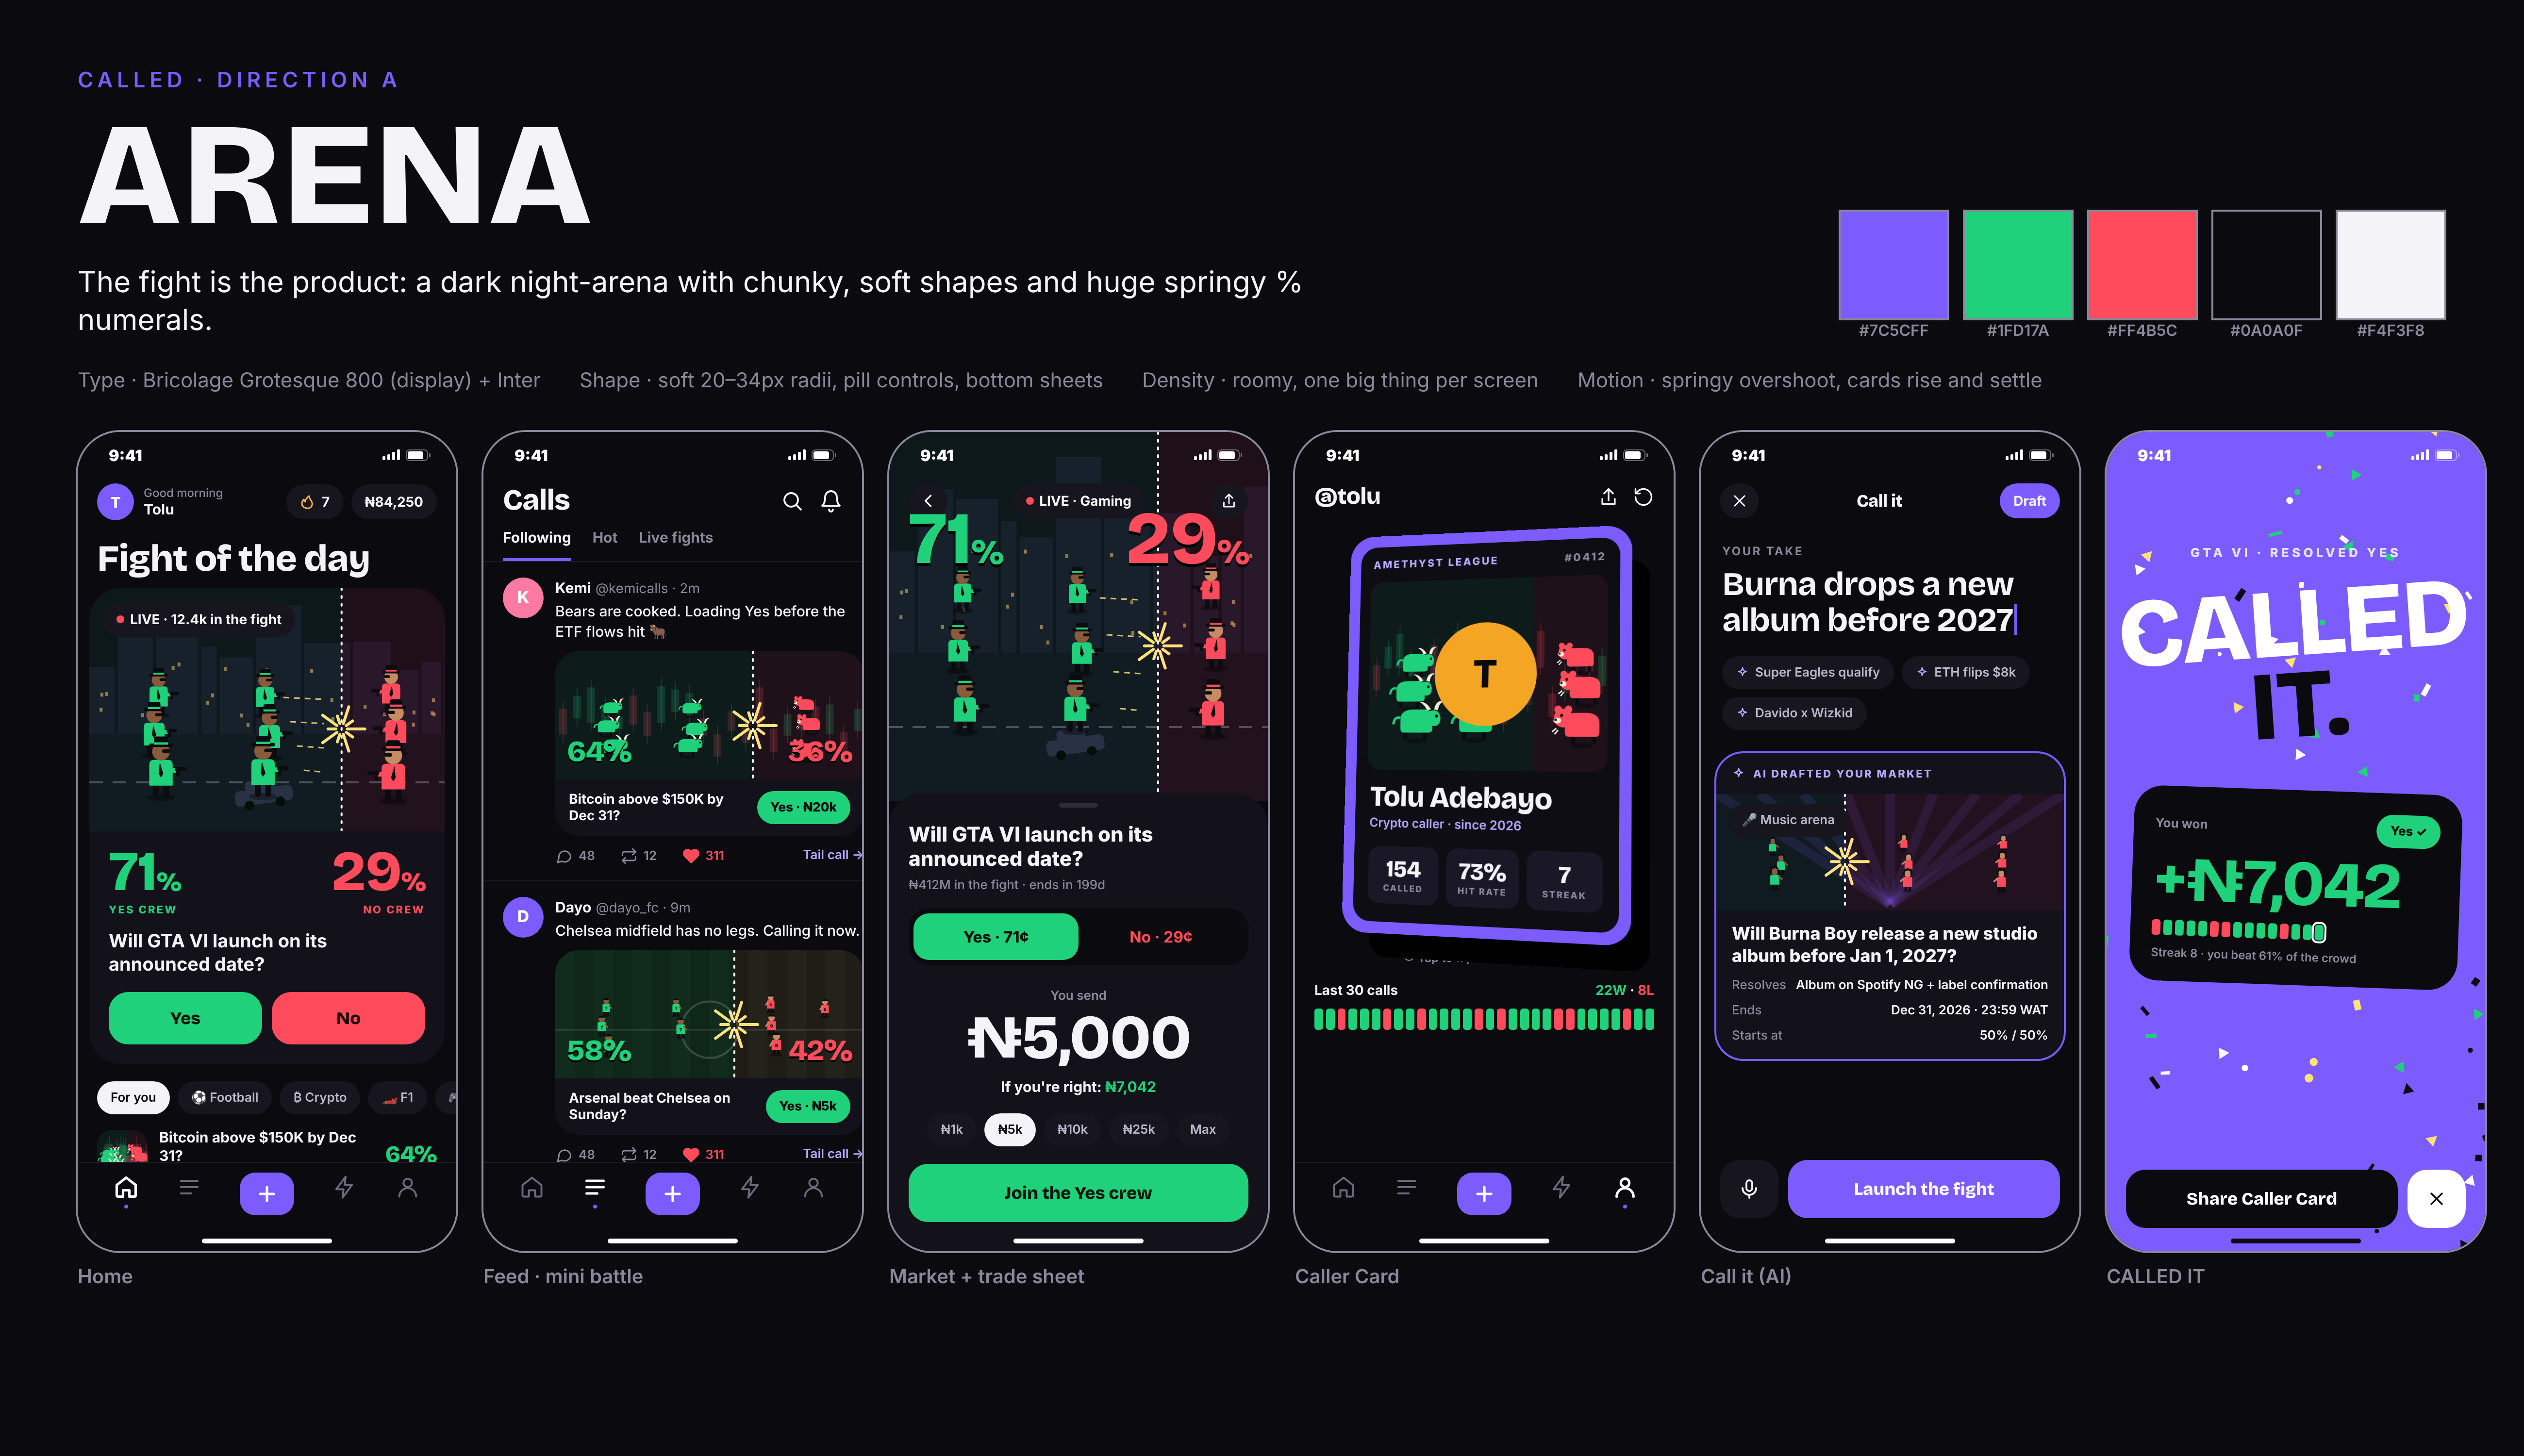 CALLED · DIRECTION A
ARENA
The fight is the product: a dark night-arena with chunky, soft shapes and huge springy %
numerals.
#7C5CFF
#1FD17A
#FF4B5C
#0A0A0F
#F4F3F8
Type · Bricolage Grotesque 800 (display) + Inter
Shape · soft 20–34px radii, pill controls, bottom sheets
Density · roomy, one big thing per screen
Motion · springy overshoot, cards rise and settle
9:41
T
Good morning
Tolu
7
₦84,250
Fight of the day
LIVE · 12.4k in the fight
71%
29%
YES CREW
NO CREW
Will GTA VI launch on its
announced date?
Yes
No
For you
⚽ Football
₿ Crypto
🏎️ F1
Bitcoin above $150K by Dec
31?
64%
Home
9:41
Calls
Following
Hot
Live fights
K
Kemi @kemicalls · 2m
Bears are cooked. Loading Yes before the
ETF flows hit 🐂
64%
36%
Bitcoin above $150K by
Dec 31?
Yes · ₦20k
48
12
311
Tail call →
D
Dayo @dayo_fc · 9m
Chelsea midfield has no legs. Calling it now.
58%
42%
Arsenal beat Chelsea on
Sunday?
Yes · ₦5k
48
12
311
Tail call →
Feed · mini battle
9:41
LIVE · Gaming
71%
29%
Will GTA VI launch on its
announced date?
₦412M in the fight · ends in 199d
Yes · 71¢
No · 29¢
You send
₦5,000
If you're right: ₦7,042
₦1k
₦5k
₦10k
₦25k
Max
Join the Yes crew
Market + trade sheet
9:41
@tolu
AMETHYST LEAGUE
#0412
T
Tolu Adebayo
Crypto caller · since 2026
154
CALLED
73%
HIT RATE
7
STREAK
Last 30 calls
22W · 8L
Caller Card
9:41
Call it
Draft
YOUR TAKE
Burna drops a new
album before 2027
Super Eagles qualify
ETH flips $8k
Davido x Wizkid
AI DRAFTED YOUR MARKET
🎤 Music arena
Will Burna Boy release a new studio
album before Jan 1, 2027?
Resolves Album on Spotify NG + label confirmation
Ends Dec 31, 2026 · 23:59 WAT
Starts at 50% / 50%
Launch the fight
Call it (AI)
9:41
GTA VI · RESOLVED YES
CALLED
IT.
You won
Yes ✓
+₦7,042
Streak 8 · you beat 61% of the crowd
Share Caller Card
CALLED IT